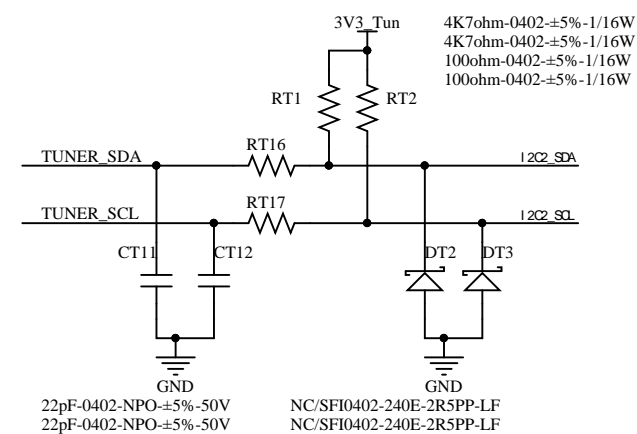 3V3_Tun
4K7ohm-0402-±5%-1/16W
4K7ohm-0402-±5%-1/16W
100ohm-0402-±5%-1/16W
100ohm-0402-±5%-1/16W
RT1
RT2
TUNER_SDA
RT16
I2C2_SDA
TUNER_SCL
RT17
I2C2_SCL
CT11
CT12
DT2
DT3
GND
GND
22pF-0402-NPO-±5%-50V
NC/SFI0402-240E-2R5PP-LF
22pF-0402-NPO-±5%-50V
NC/SFI0402-240E-2R5PP-LF